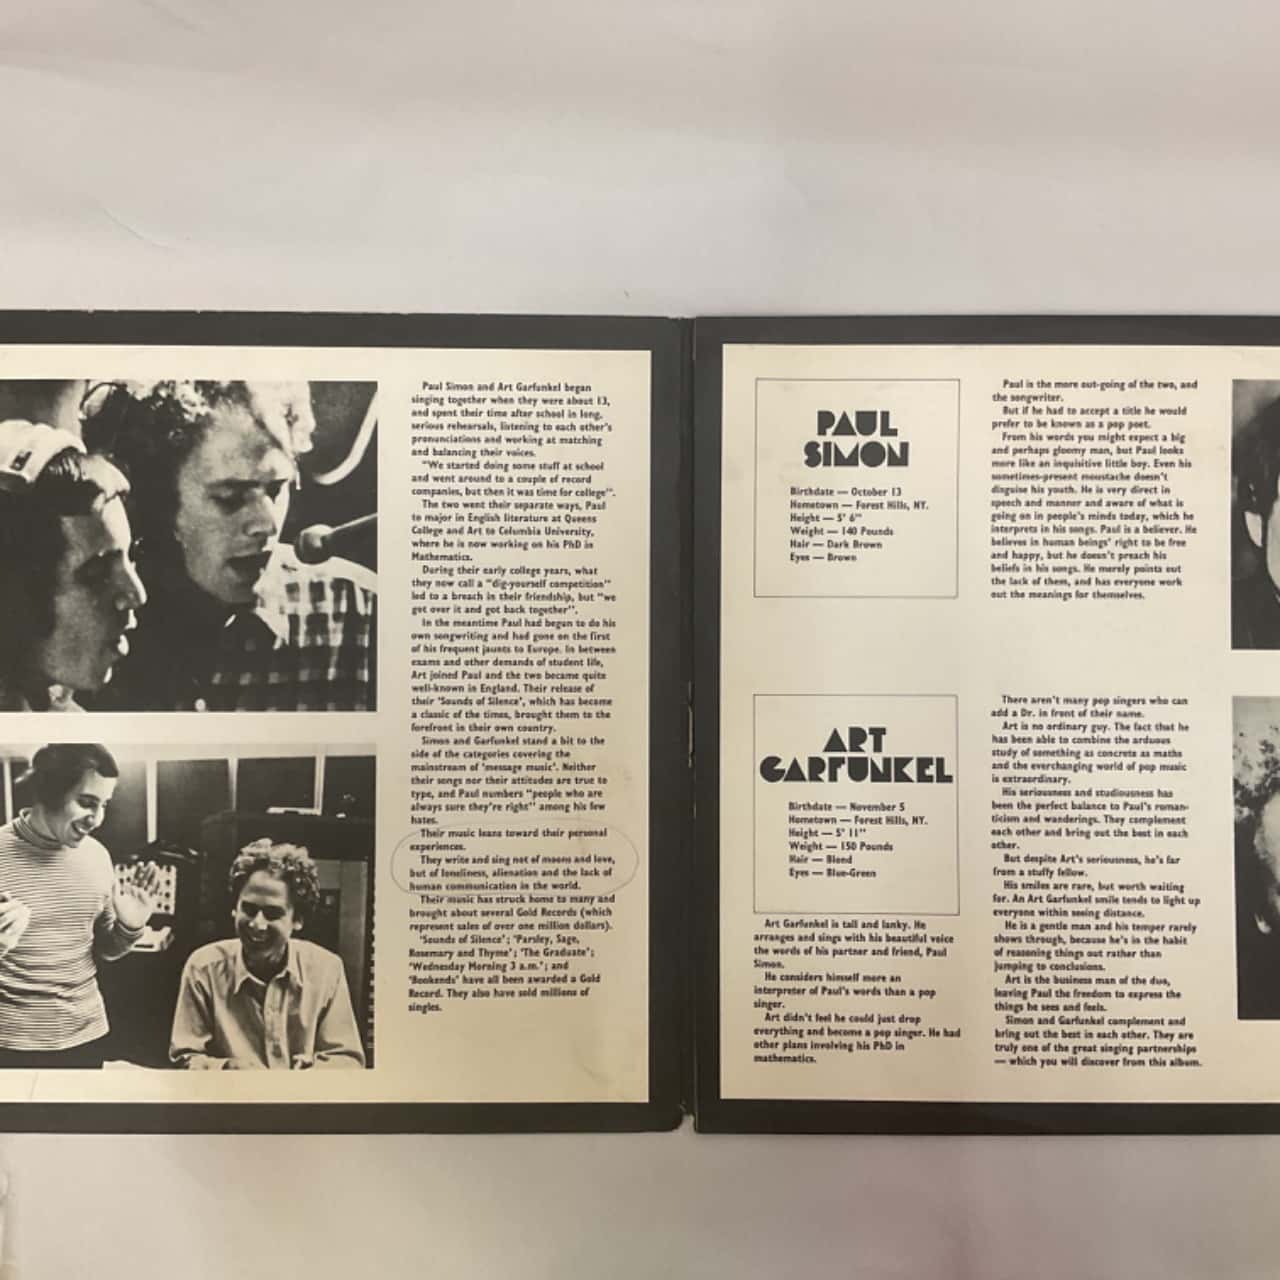 Paul Simon and Art Garfunkel began
singing together when they were about 13,
and spent their time after school in long,
serious rehearsals, listening to each other's
pronunciations and working at matching
and balancing their voices.
"We started doing some stuff at school
and went around to a couple of record
companies, but then it was time for college".
The two went their separate ways, Paul
to major in English literature at Queens
College and Art to Columbia University,
where he is now working on his PhD in
Mathematics.
During their early college years, what
they now call a "dig-yourself competition"
led to a breach in their friendship, but "we
got over it and got back together".
In the meantime Paul had begun to do his
own songwriting and had gone on the first
of his frequent jaunts to Europe. In between
exams and other demands of student life,
Art joined Paul and the two became quite
well-known in England. Their release of
their 'Sounds of Silence', which has become
a classic of the times, brought them to the
forefront in their own country.
Simon and Garfunkel stand a bit to the
side of the categories covering the
mainstream of 'message music'. Neither
their songs nor their attitudes are true to
type, and Paul numbers "people who are
always sure they're right" among his few
hates.
Their music leans toward their personal
experiences.
They write and sing not of moons and love,
but of loneliness, alienation and the lack of
human communication in the world.
Their music has struck home to many and
brought about several Gold Records (which
represent sales of over one million dollars).
'Sounds of Silence'; 'Parsley, Sage,
Rosemary and Thyme'; 'The Graduate';
'Wednesday Morning 3 a.m.'; and
'Bookends' have all been awarded a Gold
Record. They also have sold millions of
singles.
PAUL
SIMON
Birthdate — October 13
Hometown — Forest Hills, NY.
Height — 5' 6"
Weight — 140 Pounds
Hair — Dark Brown
Eyes — Brown
Paul is the more out-going of the two, and
the songwriter.
But if he had to accept a title he would
prefer to be known as a pop poet.
From his words you might expect a big
and perhaps gloomy man, but Paul looks
more like an inquisitive little boy. Even his
sometimes-present moustache doesn't
disguise his youth. He is very direct in
speech and manner and aware of what is
going on in people's minds today, which he
interprets in his songs. Paul is a believer. He
believes in human beings' right to be free
and happy, but he doesn't preach his
beliefs in his songs. He merely points out
the lack of them, and has everyone work
out the meanings for themselves.
ART
GARFUNKEL
Birthdate — November 5
Hometown — Forest Hills, NY.
Height — 5' 11"
Weight — 150 Pounds
Hair — Blond
Eyes — Blue-Green
Art Garfunkel is tall and lanky. He
arranges and sings with his beautiful voice
the words of his partner and friend, Paul
Simon.
He considers himself more an
interpreter of Paul's words than a pop
singer.
Art didn't feel he could just drop
everything and become a pop singer. He had
other plans involving his PhD in
mathematics.
There aren't many pop singers who can
add a Dr. in front of their name.
Art is no ordinary guy. The fact that he
has been able to combine the arduous
study of something as concrete as maths
and the everchanging world of pop music
is extraordinary.
His seriousness and studiousness has
been the perfect balance to Paul's roman-
ticism and wanderings. They complement
each other and bring out the best in each
other.
But despite Art's seriousness, he's far
from a stuffy fellow.
His smiles are rare, but worth waiting
for. An Art Garfunkel smile tends to light up
everyone within seeing distance.
He is a gentle man and his temper rarely
shows through, because he's in the habit
of reasoning things out rather than
jumping to conclusions.
Art is the business man of the duo,
leaving Paul the freedom to express the
things he sees and feels.
Simon and Garfunkel complement and
bring out the best in each other. They are
truly one of the great singing partnerships
— which you will discover from this album.